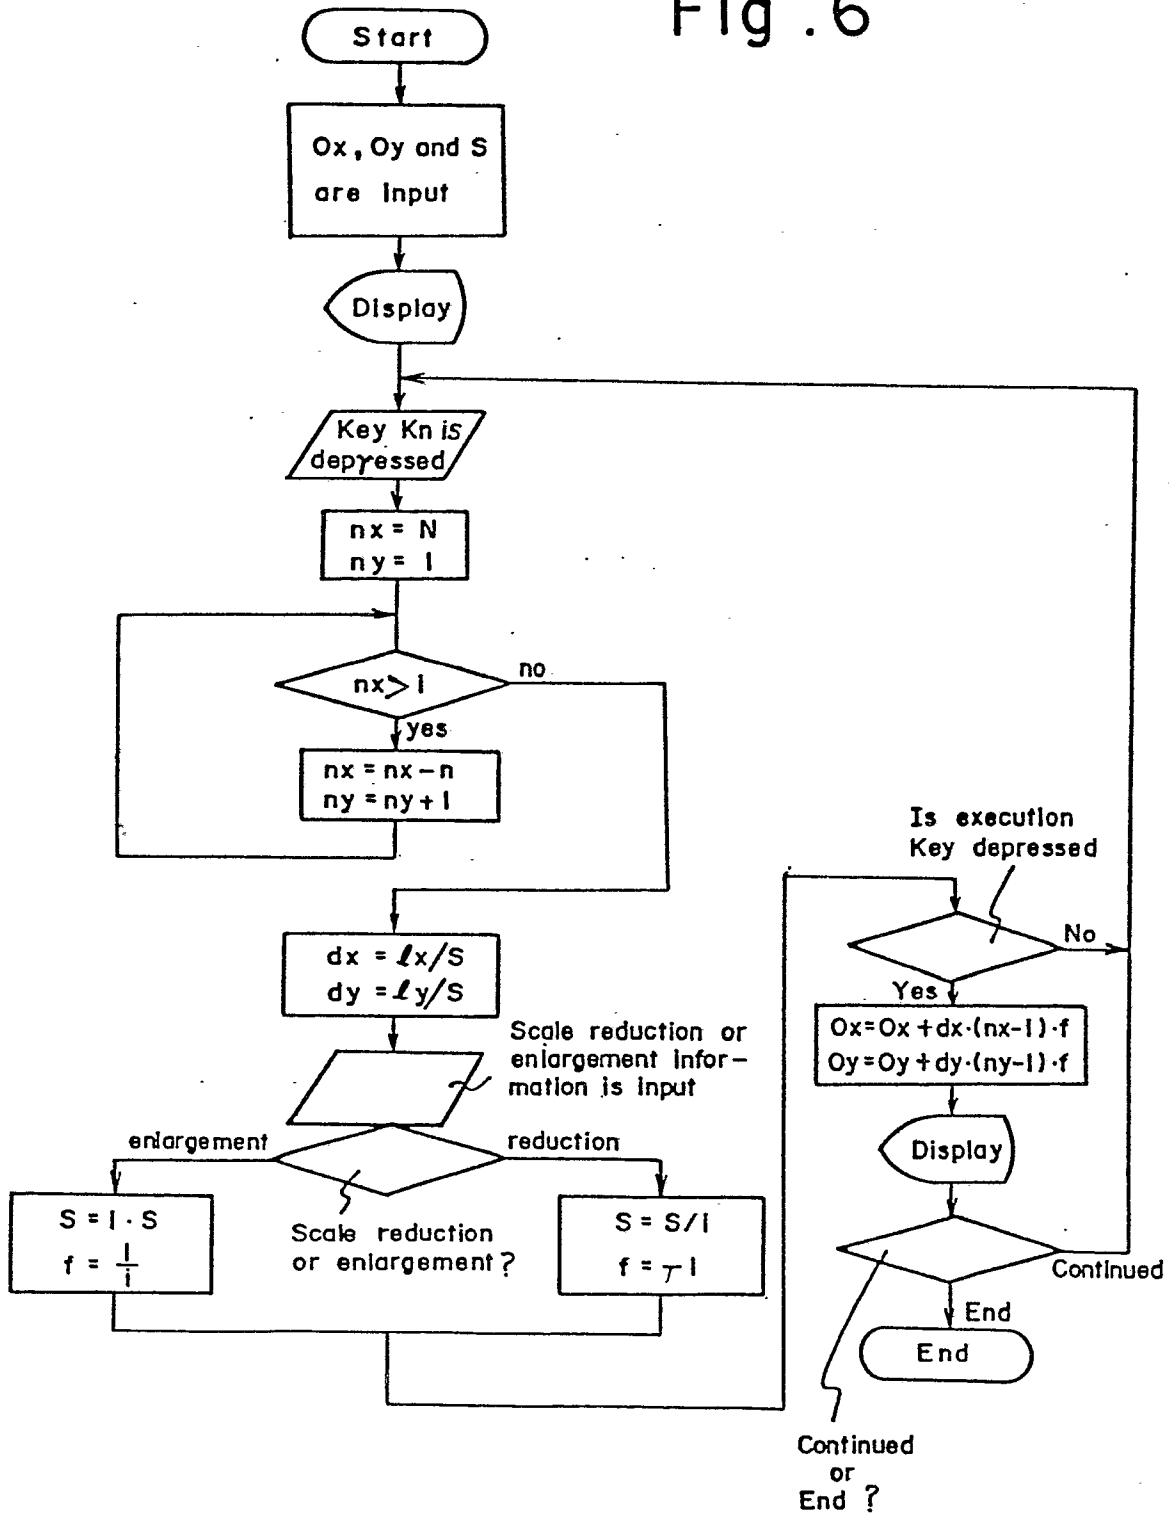 Fig. 6
Start
Ox, Oy and S
are input
Display
Key Kn is
depressed
nx = N
ny = 1
nx > i
no
yes
nx = nx - n
ny = ny + 1
dx = ℓx/S
dy = ℓy/S
Scale reduction or
enlargement infor-
mation is input
enlargement
reduction
Scale reduction
or enlargement?
S = i · S
f = 1/i
S = S/i
f = - 1
Is execution
Key depressed
No
Yes
Ox=Ox+dx·(nx-1)·f
Oy=Oy+dy·(ny-1)·f
Display
Continued
End
End
Continued
or
End ?